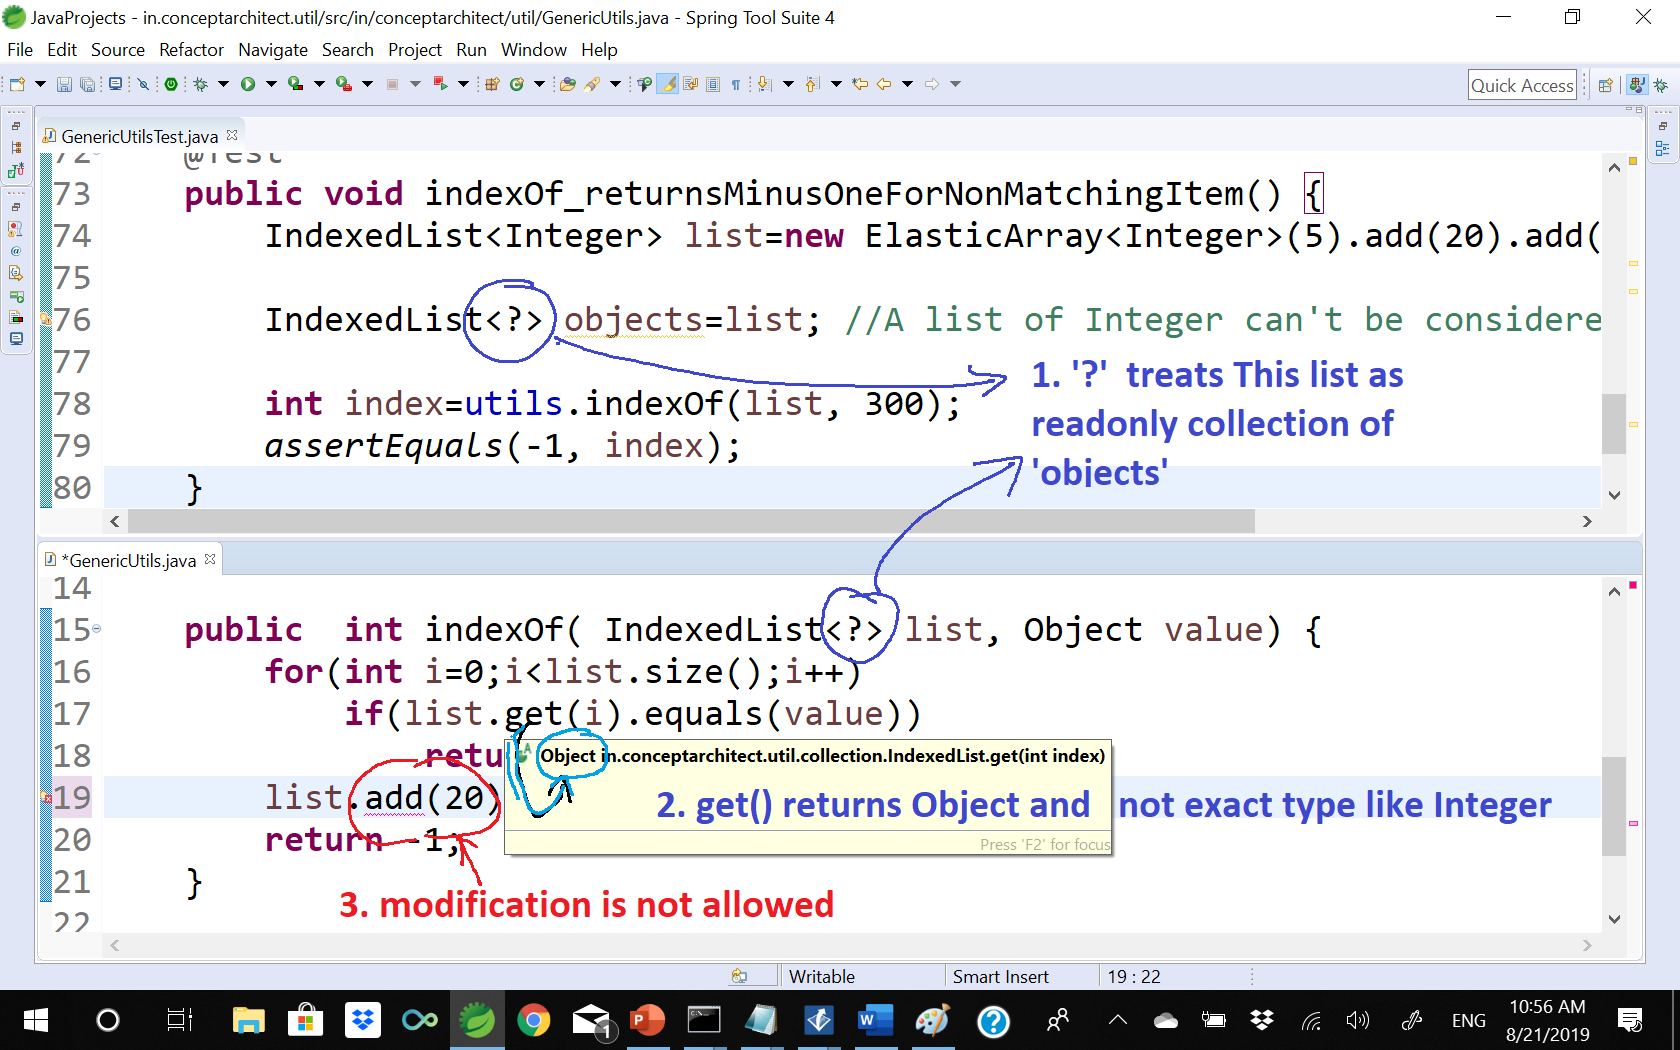 JavaProjects - in.conceptarchitect.util/src/in/conceptarchitect/util/GenericUtils.java - Spring Tool Suite 4
File Edit Source Refactor Navigate Search Project Run Window Help
Quick Access
GenericUtilsTest.java
72 @Test
73 public void indexOf_returnsMinusOneForNonMatchingItem() {
74 IndexedList<Integer> list=new ElasticArray<Integer>(5).add(20).add(
75
76 IndexedList<?> objects=list; //A list of Integer can't be considere
77
1. '?' treats This list as
78 int index=utils.indexOf(list, 300);
readonly collection of
79 assertEquals(-1, index);
'objects'
80 }
*GenericUtils.java
14
15 public int indexOf( IndexedList<?> list, Object value) {
16 for(int i=0;i<list.size();i++)
17 if(list.get(i).equals(value))
18 retu
Object in.conceptarchitect.util.collection.IndexedList.get(int index)
19 list.add(20)
2. get() returns Object and not exact type like Integer
20 return -1;
Press 'F2' for focus
21 }
3. modification is not allowed
22
Writable Smart Insert 19 : 22
1
ENG
10:56 AM
8/21/2019